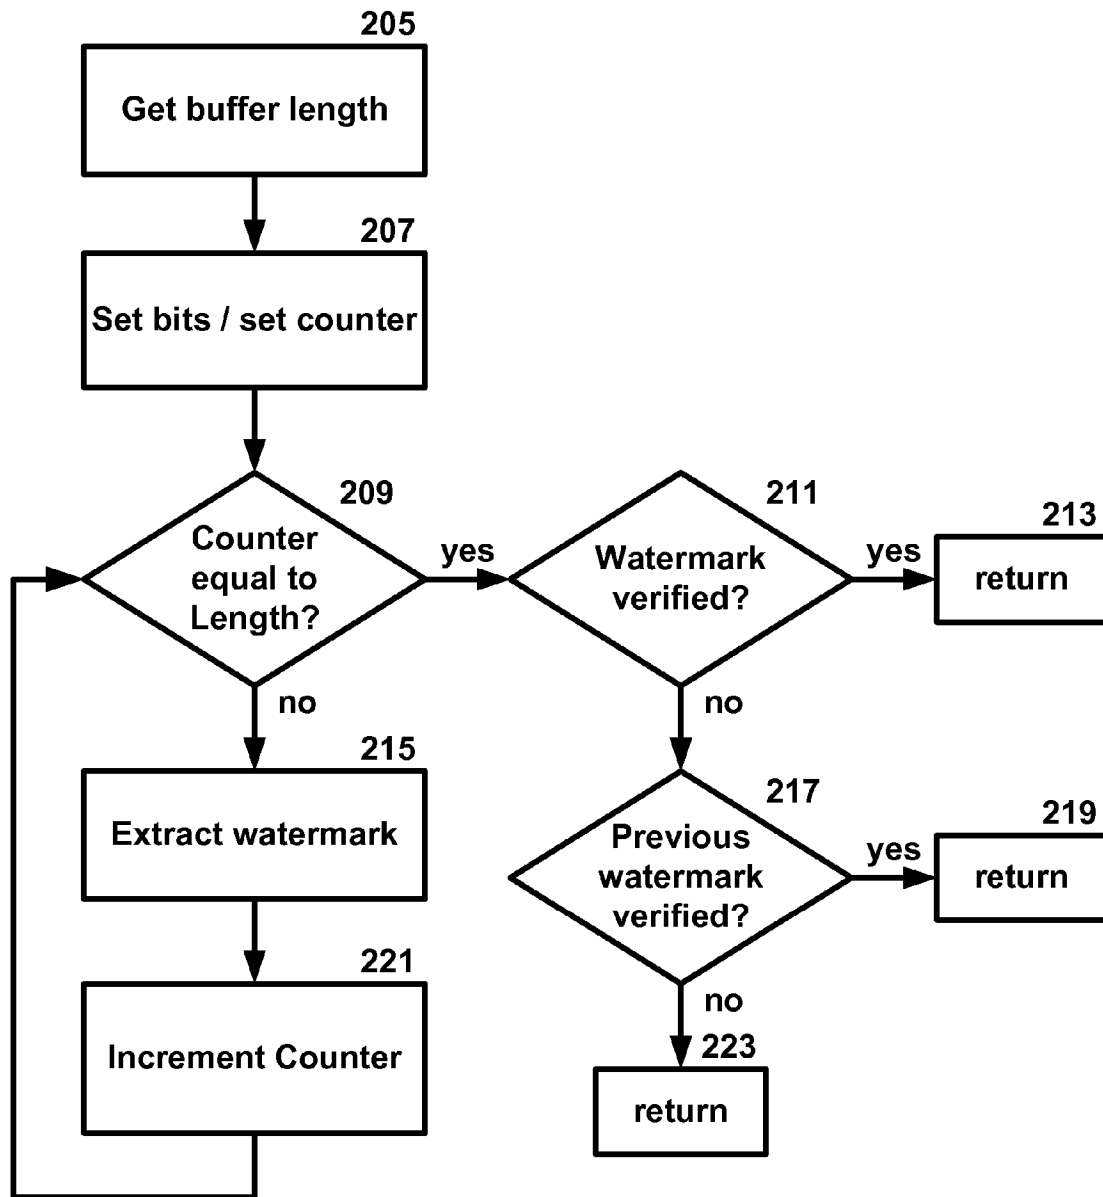 205
Get buffer length
207
Set bits / set counter
209
Counter
equal to
Length?
yes
no
211
Watermark
verified?
yes
no
213
return
215
Extract watermark
217
Previous
watermark
verified?
yes
no
219
return
221
Increment Counter
223
return